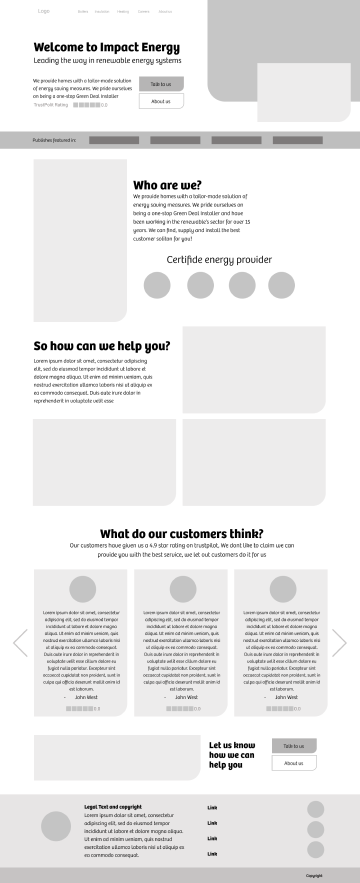 Logo
Welcome to Impact Energy
Leading the way in renewable energy systems
We provide homes with a tailor-made solution
of energy saving measures. We pride ourselves
on being a one-stop Green Deal Installer
TrustPilot Rating
Talk to us
About us
Publishes featured in:
Who are we?
We provide homes with a tailor-made solution of
energy saving measures. We pride ourselves on
being a one-stop Green Deal Installer and have
been working in the renewable's sector for over 15
years. We can find, supply and install the best
customer solition for you!
Certifide energy provider
So how can we help you?
Lorem ipsum dolor sit amet, consectetur adipiscing
elit, sed do eiusmod tempor incididunt ut labore et
dolore magna aliqua. Ut enim ad minim veniam, quis
nostrud exercitation ullamco laboris nisi ut aliquip ex
ea commodo consequat. Duis aute irure dolor in
reprehenderit in voluptate velit esse
What do our customers think?
Our customers have given us a 4.9 star rating on trustpilot. We dont like to claim we can
provide you with the best service, we let out customers do it for us
Lorem ipsum dolor sit amet, consectetur
adipiscing elit, sed do eiusmod tempor
incididunt ut labore et dolore magna
aliqua. Ut enim ad minim veniam, quis
nostrud exercitation ullamco laboris nisi
ut aliquip ex ea commodo consequat.
Duis aute irure dolor in reprehenderit in
voluptate velit esse cillum dolore eu
fugiat nulla pariatur. Excepteur sint
occaecat cupidatat non proident, sunt in
culpa qui officia deserunt mollit anim id
est laborum.
- John West
Lorem ipsum dolor sit amet, consectetur
adipiscing elit, sed do eiusmod tempor
incididunt ut labore et dolore magna
aliqua. Ut enim ad minim veniam, quis
nostrud exercitation ullamco laboris nisi
ut aliquip ex ea commodo consequat.
Duis aute irure dolor in reprehenderit in
voluptate velit esse cillum dolore eu
fugiat nulla pariatur. Excepteur sint
occaecat cupidatat non proident, sunt in
culpa qui officia deserunt mollit anim id
est laborum.
- John West
Lorem ipsum dolor sit amet, consectetur
adipiscing elit, sed do eiusmod tempor
incididunt ut labore et dolore magna
aliqua. Ut enim ad minim veniam, quis
nostrud exercitation ullamco laboris nisi
ut aliquip ex ea commodo consequat.
Duis aute irure dolor in reprehenderit in
voluptate velit esse cillum dolore eu
fugiat nulla pariatur. Excepteur sint
occaecat cupidatat non proident, sunt in
culpa qui officia deserunt mollit anim id
est laborum.
- John West
Let us know
how we can
help you
Talk to us
About us
Legal Text and copyright
Lorem ipsum dolor sit amet,
consectetur adipiscing elit, sed do
eiusmod tempor incididunt ut labore
et dolore magna aliqua. Ut enim ad
minim veniam, quis nostrud
exercitation ullamco laboris nisi ut
aliquip ex ea commodo consequat.
Link
Link
Link
Link
Copyright